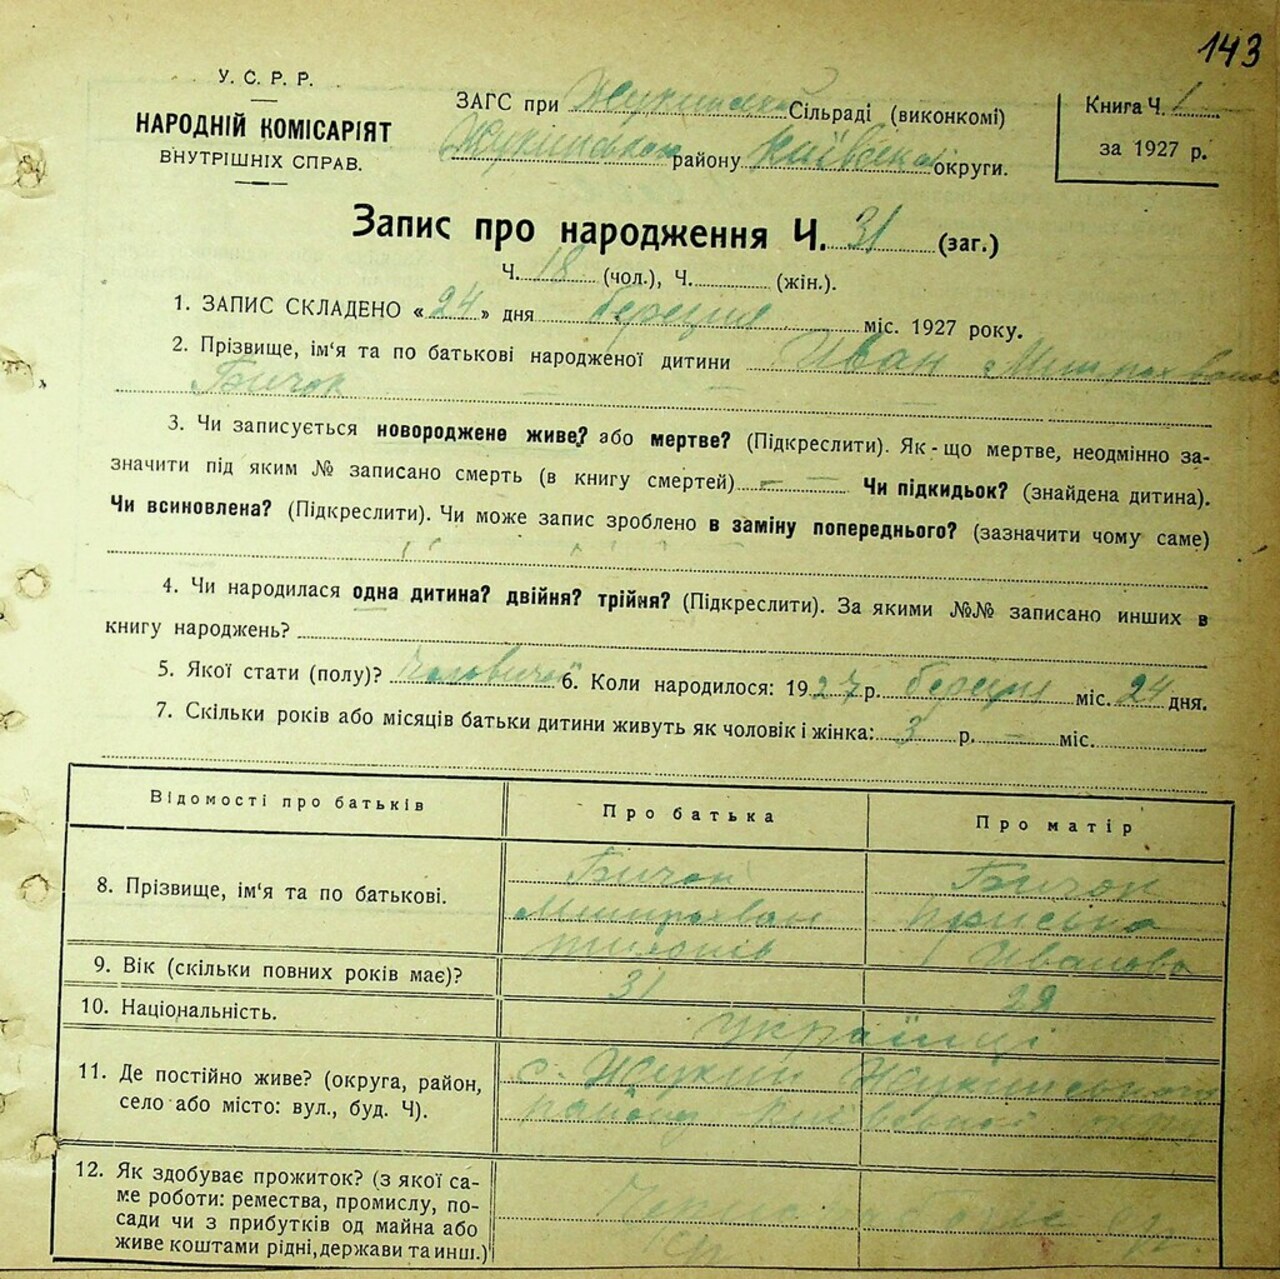 143
У. С. Р. Р.
НАРОДНІЙ КОМІСАРІЯТ
ВНУТРІШНІХ СПРАВ.
ЗАГС при Жукинській Сільраді (виконкомі)
Жукинського району Київської округи.
Книга Ч. 1
за 1927 р.
Запис про народження Ч. 31 (заг.)
Ч. 18 (чол.), Ч. (жін.).
1. ЗАПИС СКЛАДЕНО «24» дня березня міс. 1927 року.
2. Прізвище, ім'я та по батькові народженої дитини Иван
Бичок
3. Чи записується новороджене живе? або мертве? (Підкреслити). Як-що мертве, неодмінно за-
значити під яким № записано смерть (в книгу смертей) — — Чи підкидьок? (знайдена дитина).
Чи всиновлена? (Підкреслити). Чи може запис зроблено в заміну попереднього? (зазначити чому саме)
4. Чи народилася одна дитина? двійня? трійня? (Підкреслити). За якими №№ записано инших в
книгу народжень?
5. Якої стати (полу)? Чоловичої 6. Коли народилося: 1927 р. березня міс. 24 дня.
7. Скільки років або місяців батьки дитини живуть як чоловік і жінка: 3 р. — міс.
Відомості про батьків Про батька Про матір
8. Прізвище, ім'я та по батькові. Бичок Бичок
Митрохван Приська
Иванова
9. Вік (скільки повних років має)? 31 29
10. Національність. українці
11. Де постійно живе? (округа, район, с. Жукин Жукинського
село або місто: вул., буд. Ч). району Київської
12. Як здобуває прожиток? (з якої са-
ме роботи: ремества, промислу, по-
сади чи з прибутків од майна або
живе коштами рідні, держави та инш.)